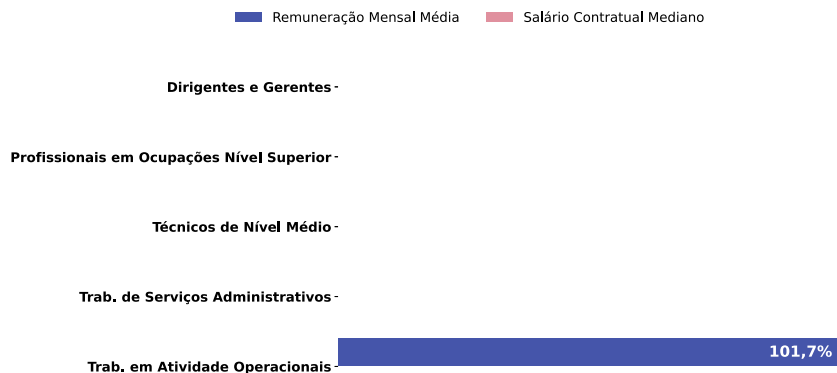 Remuneração Mensal Média Salário Contratual Mediano
Dirigentes e Gerentes
Profissionais em Ocupações Nível Superior
Técnicos de Nível Médio
Trab. de Serviços Administrativos
101,7%
Trab. em Atividade Operacionais